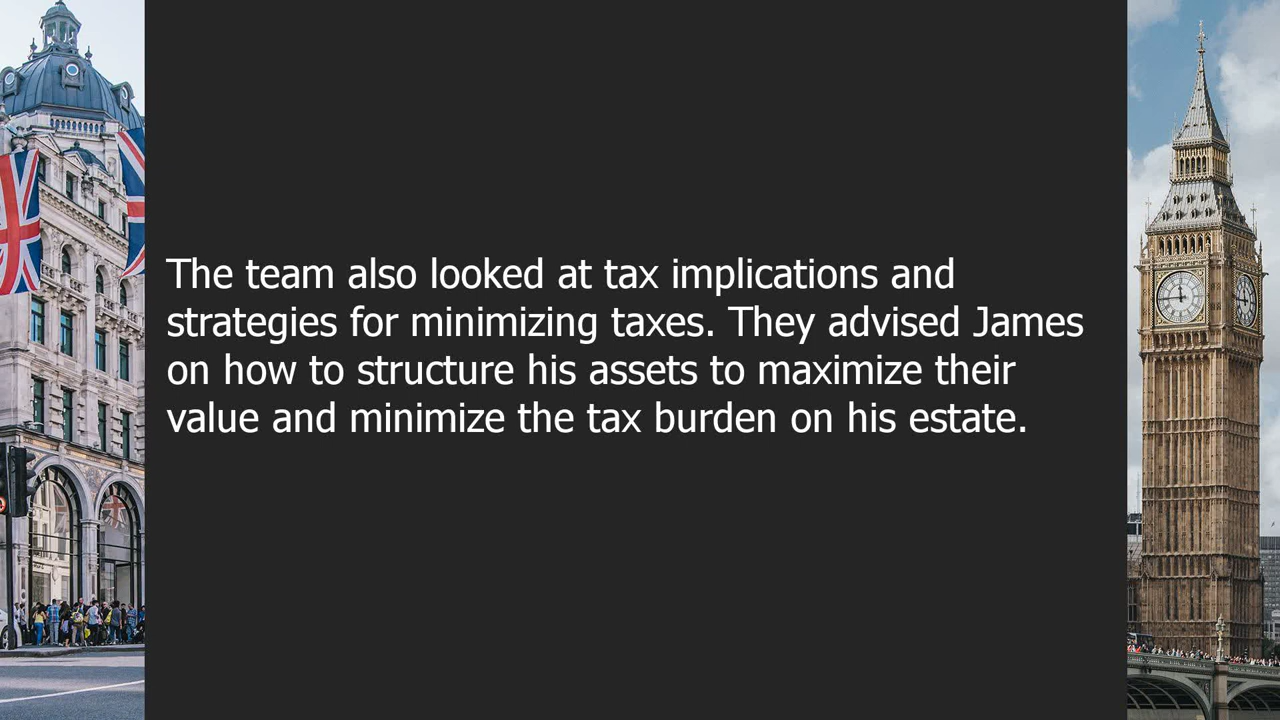 The team also looked at tax implications and
strategies for minimizing taxes. They advised James
on how to structure his assets to maximize their
value and minimize the tax burden on his estate.